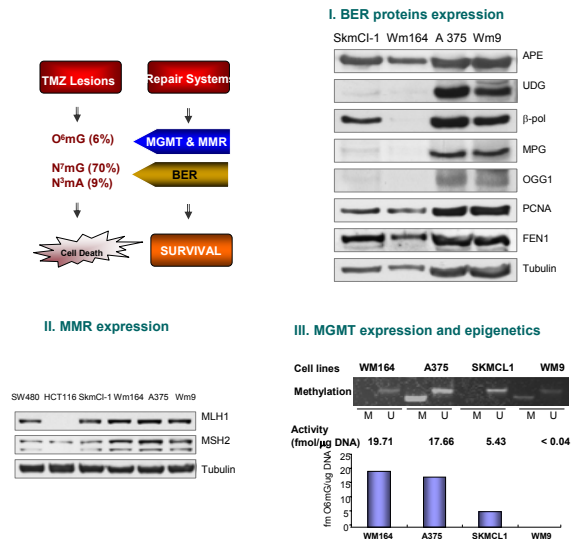 I. BER proteins expression
SkmCl-1 Wm164 A 375 Wm9
APE
UDG
β-pol
MPG
OGG1
PCNA
FEN1
Tubulin
TMZ Lesions
Repair Systems
O⁶mG (6%)
MGMT & MMR
N⁷mG (70%)
N³mA (9%)
BER
Cell Death
SURVIVAL
II. MMR expression
SW480 HCT116 SkmCl-1 Wm164 A375 Wm9
MLH1
MSH2
Tubulin
III. MGMT expression and epigenetics
Cell lines WM164 A375 SKMCL1 WM9
Methylation
M U M U M U M U
Activity
(fmol/µg DNA) 19.71 17.66 5.43 < 0.04
fm O6mG/ug DNA
25
20
15
10
5
0
WM164 A375 SKMCL1 WM9